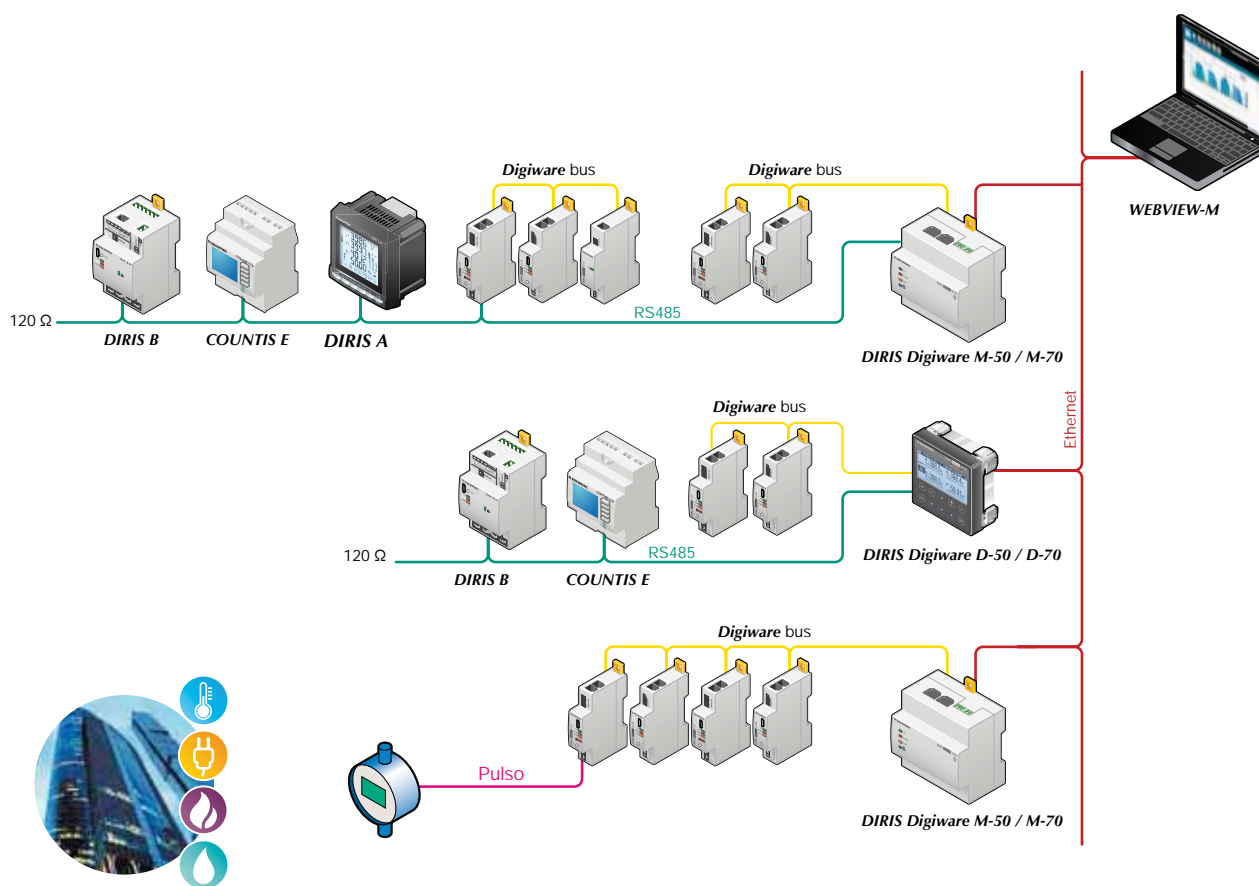 WEBVIEW-M
Digiware bus
Digiware bus
120 Ω
RS485
DIRIS B
COUNTIS E
DIRIS A
DIRIS Digiware M-50 / M-70
Ethernet
Digiware bus
120 Ω
RS485
DIRIS B
COUNTIS E
DIRIS Digiware D-50 / D-70
Digiware bus
Pulso
DIRIS Digiware M-50 / M-70